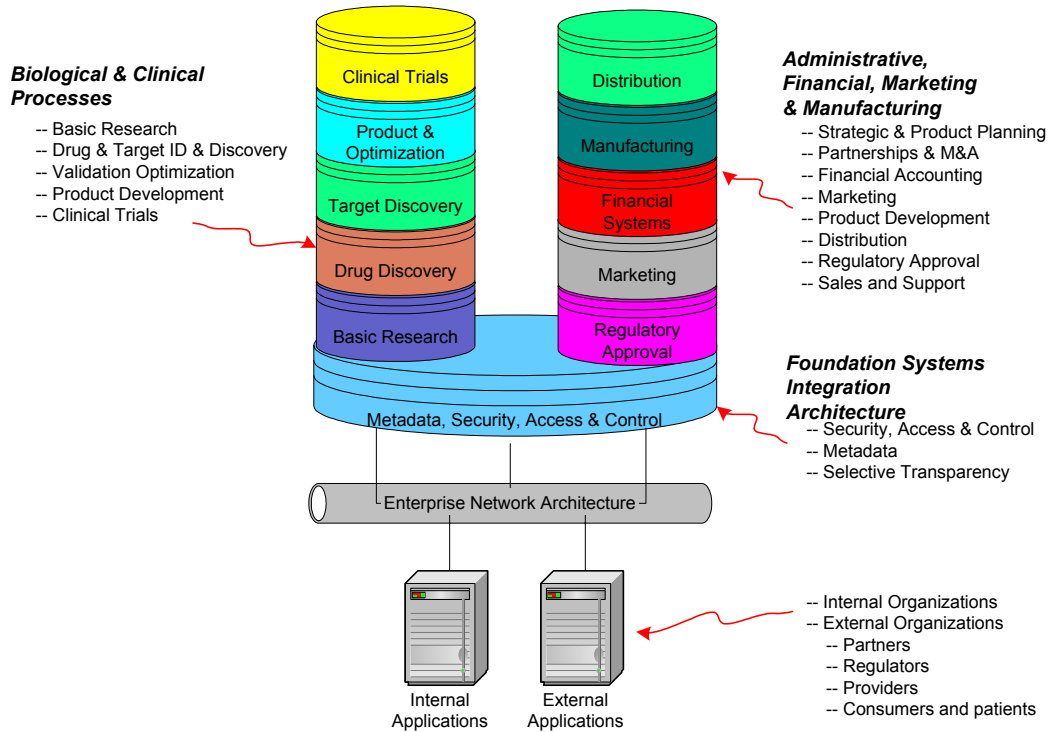 Biological & Clinical
Processes
-- Basic Research
-- Drug & Target ID & Discovery
-- Validation Optimization
-- Product Development
-- Clinical Trials
Clinical Trials
Product &
Optimization
Target Discovery
Drug Discovery
Basic Research
Distribution
Manufacturing
Financial
Systems
Marketing
Regulatory
Approval
Administrative,
Financial, Marketing
& Manufacturing
-- Strategic & Product Planning
-- Partnerships & M&A
-- Financial Accounting
-- Marketing
-- Product Development
-- Distribution
-- Regulatory Approval
-- Sales and Support
Metadata, Security, Access & Control
Foundation Systems
Integration
Architecture
-- Security, Access & Control
-- Metadata
-- Selective Transparency
Enterprise Network Architecture
Internal
Applications
External
Applications
-- Internal Organizations
-- External Organizations
-- Partners
-- Regulators
-- Providers
-- Consumers and patients